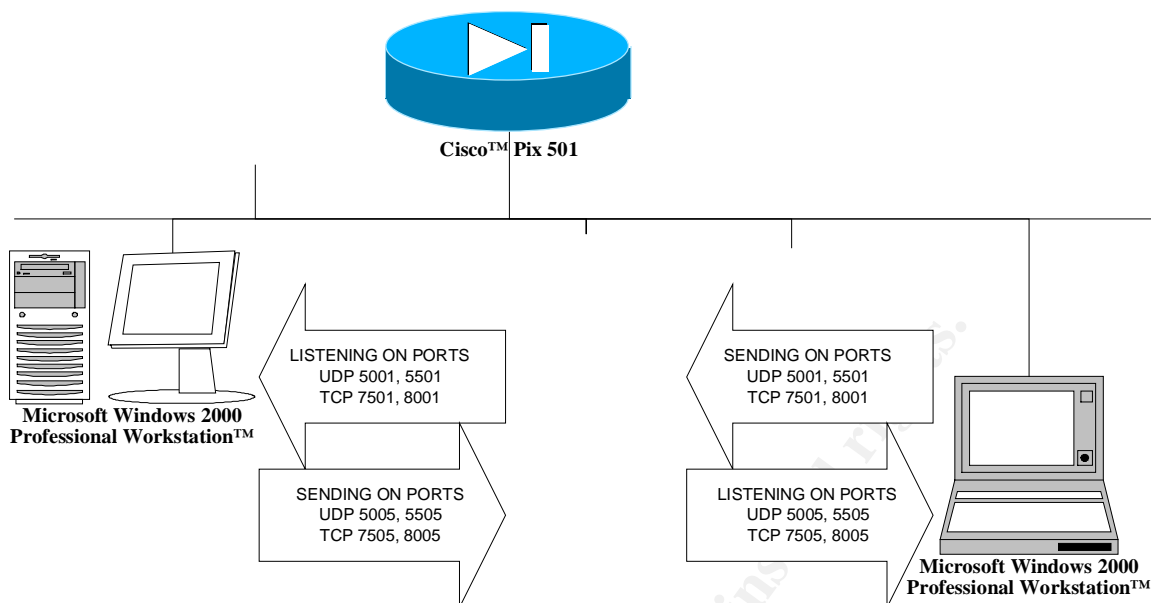 Cisco™ Pix 501
LISTENING ON PORTS
UDP 5001, 5501
TCP 7501, 8001
SENDING ON PORTS
UDP 5001, 5501
TCP 7501, 8001
Microsoft Windows 2000
Professional Workstation™
SENDING ON PORTS
UDP 5005, 5505
TCP 7505, 8005
LISTENING ON PORTS
UDP 5005, 5505
TCP 7505, 8005
Microsoft Windows 2000
Professional Workstation™